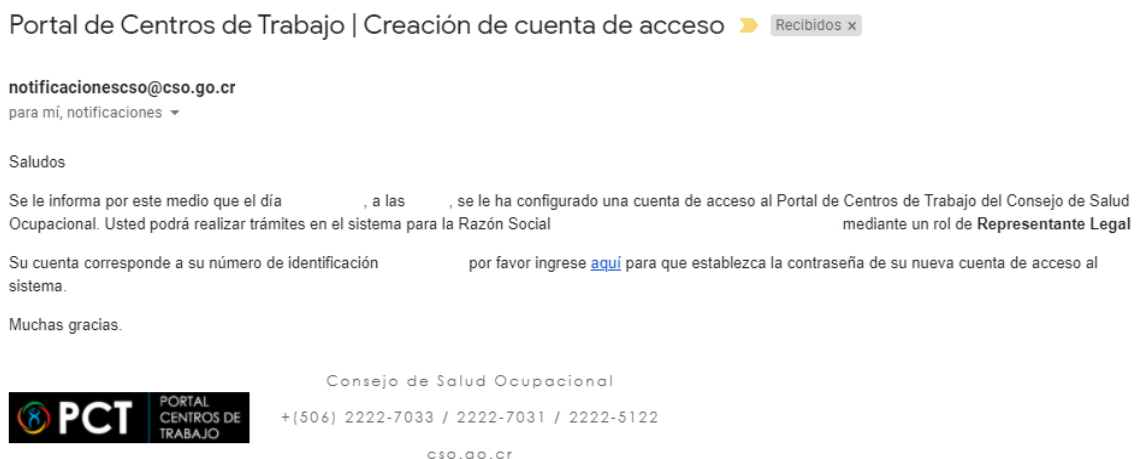 Portal de Centros de Trabajo | Creación de cuenta de acceso Recibidos x
notificacionescso@cso.go.cr
para mí, notificaciones
Saludos
Se le informa por este medio que el día , a las , se le ha configurado una cuenta de acceso al Portal de Centros de Trabajo del Consejo de Salud
Ocupacional. Usted podrá realizar trámites en el sistema para la Razón Social mediante un rol de Representante Legal
Su cuenta corresponde a su número de identificación por favor ingrese aquí para que establezca la contraseña de su nueva cuenta de acceso al
sistema.
Muchas gracias.
Consejo de Salud Ocupacional
PCT
PORTAL
CENTROS DE
TRABAJO
+(506) 2222-7033 / 2222-7031 / 2222-5122
cso.go.cr